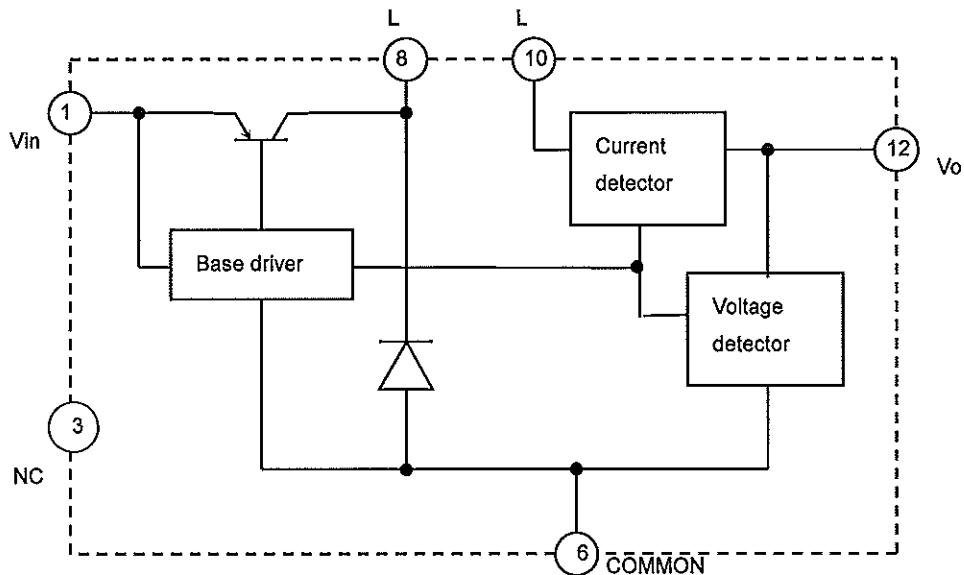 L
L
8
10
1
Vin
Current
detector
12
Vo
Base driver
Voltage
detector
3
NC
6
COMMON